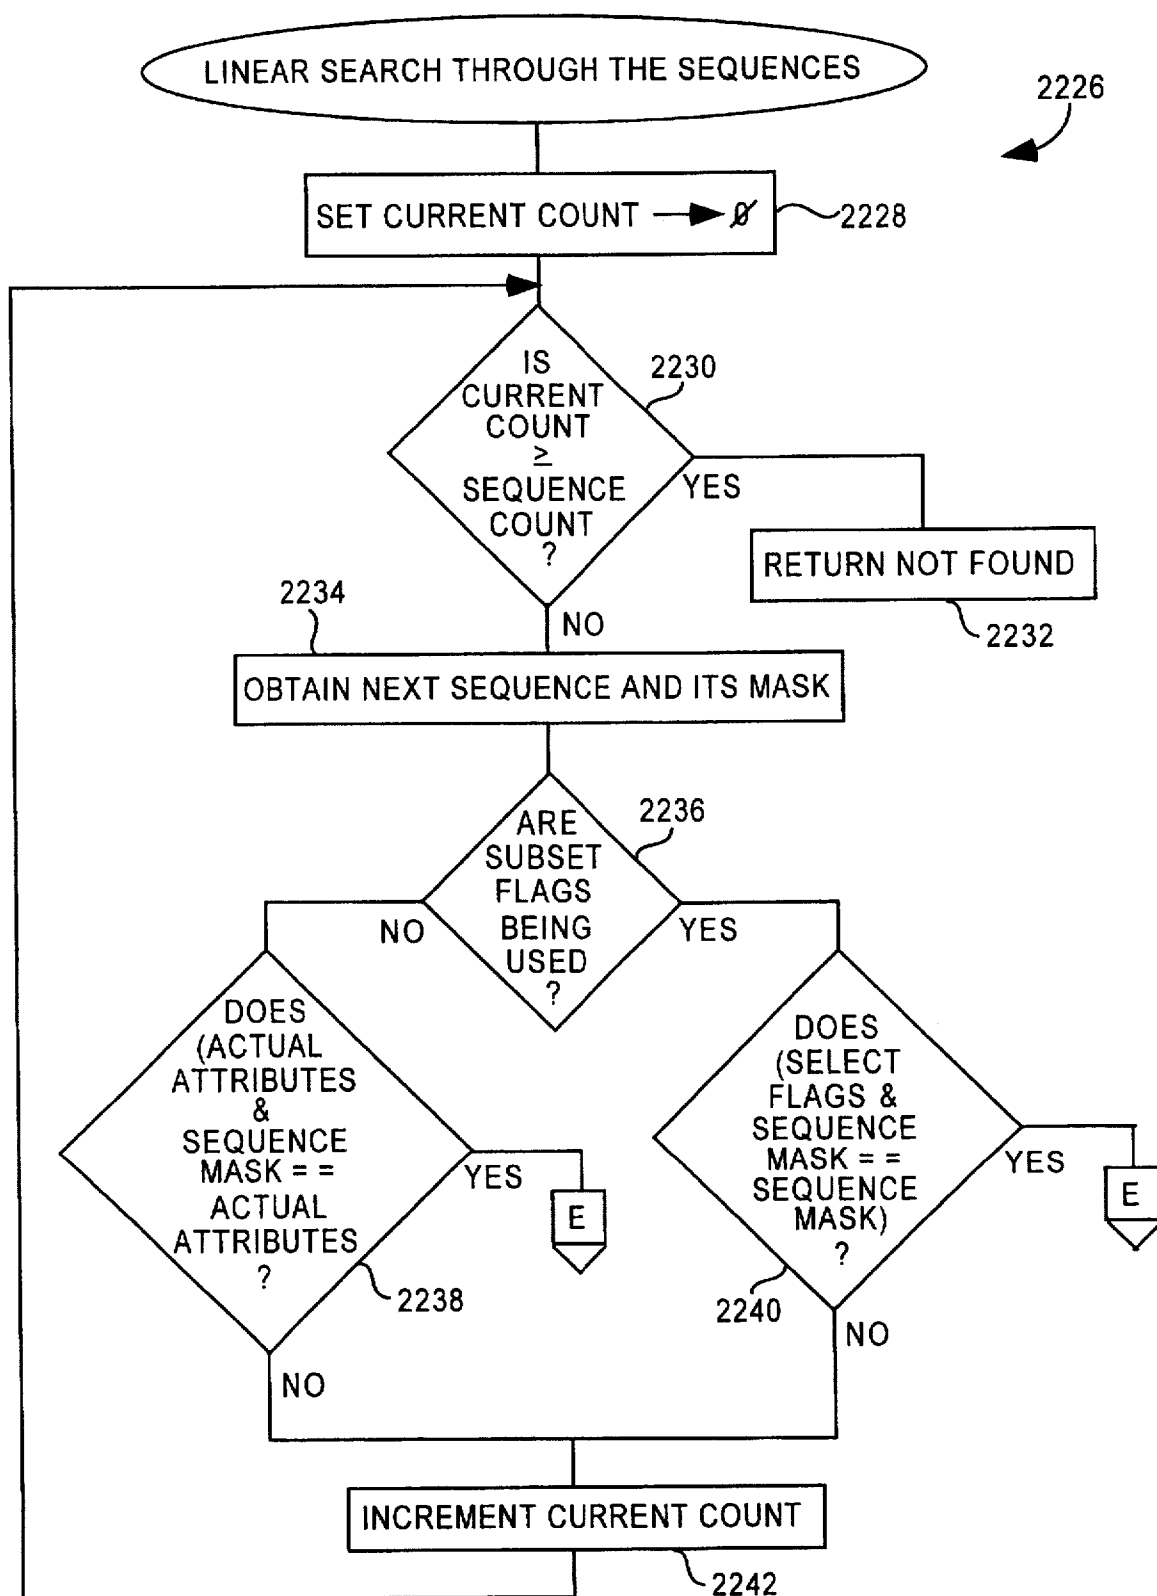 LINEAR SEARCH THROUGH THE SEQUENCES
2226
SET CURRENT COUNT → 0̸
2228
IS
CURRENT
COUNT
≥
SEQUENCE
COUNT
?
2230
YES
RETURN NOT FOUND
2232
NO
2234
OBTAIN NEXT SEQUENCE AND ITS MASK
ARE
SUBSET
FLAGS
BEING
USED
?
2236
NO
YES
DOES
(ACTUAL
ATTRIBUTES
&
SEQUENCE
MASK = =
ACTUAL
ATTRIBUTES
?
YES
E
2238
NO
DOES
(SELECT
FLAGS &
SEQUENCE
MASK = =
SEQUENCE
MASK)
?
YES
E
2240
NO
INCREMENT CURRENT COUNT
2242